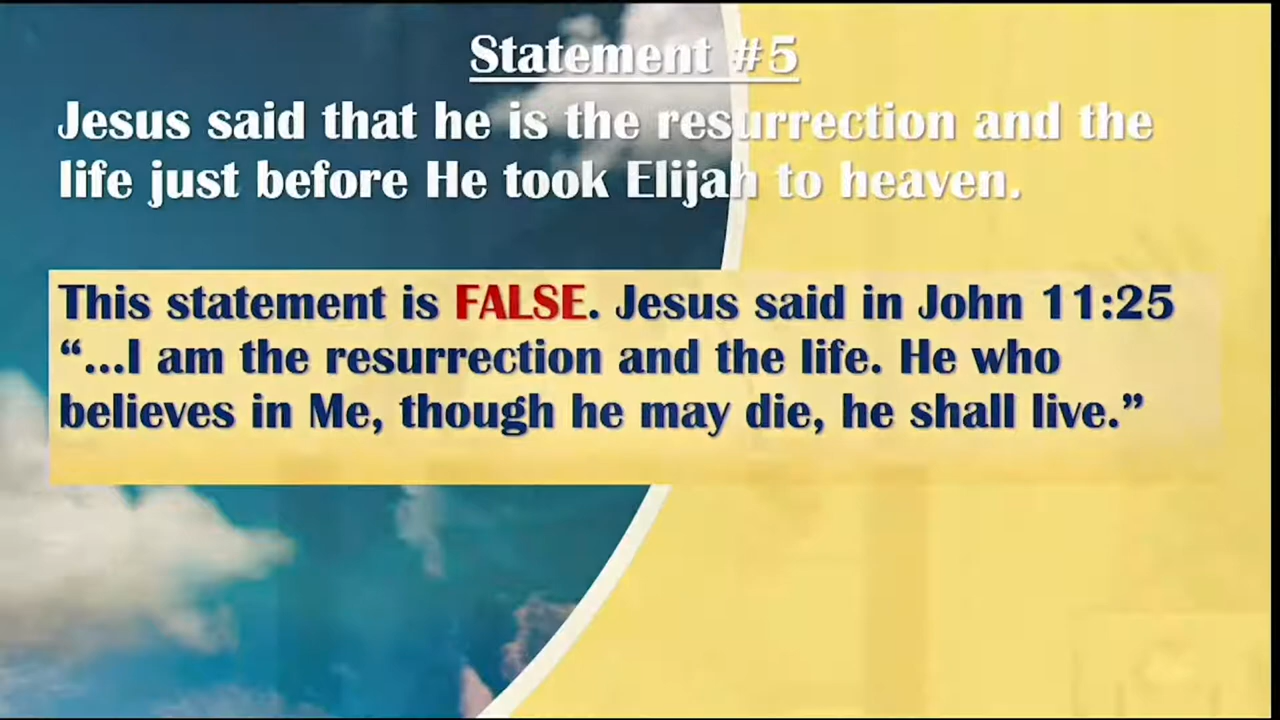 Statement #5
Jesus said that he is the resurrection and the
life just before He took Elijah to heaven.
This statement is FALSE. Jesus said in John 11:25
“...I am the resurrection and the life. He who
believes in Me, though he may die, he shall live.”